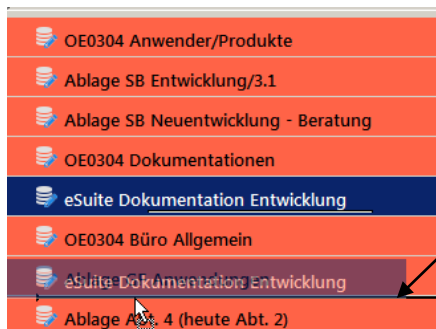 OE0304 Anwender/Produkte
Ablage SB Entwicklung/3.1
Ablage SB Neuentwicklung - Beratung
OE0304 Dokumentationen
eSuite Dokumentation Entwicklung
OE0304 Büro Allgemein
eSuite Dokumentation Entwicklung
Ablage Abt. 4 (heute Abt. 2)